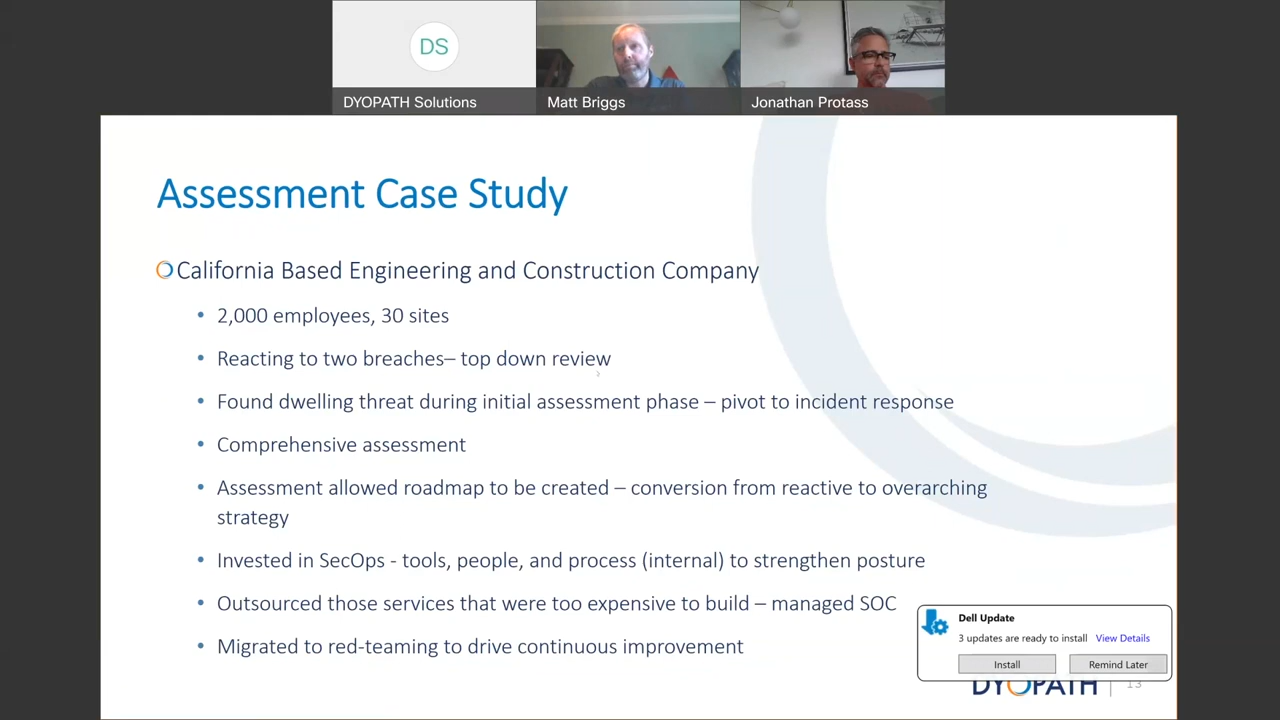 DS
DYOPATH Solutions
Matt Briggs
Jonathan Protass
Assessment Case Study
California Based Engineering and Construction Company
• 2,000 employees, 30 sites
• Reacting to two breaches– top down review
• Found dwelling threat during initial assessment phase – pivot to incident response
• Comprehensive assessment
• Assessment allowed roadmap to be created – conversion from reactive to overarching
strategy
• Invested in SecOps - tools, people, and process (internal) to strengthen posture
• Outsourced those services that were too expensive to build – managed SOC
• Migrated to red-teaming to drive continuous improvement
Dell Update
3 updates are ready to install View Details
Install Remind Later
DYOPATH 13